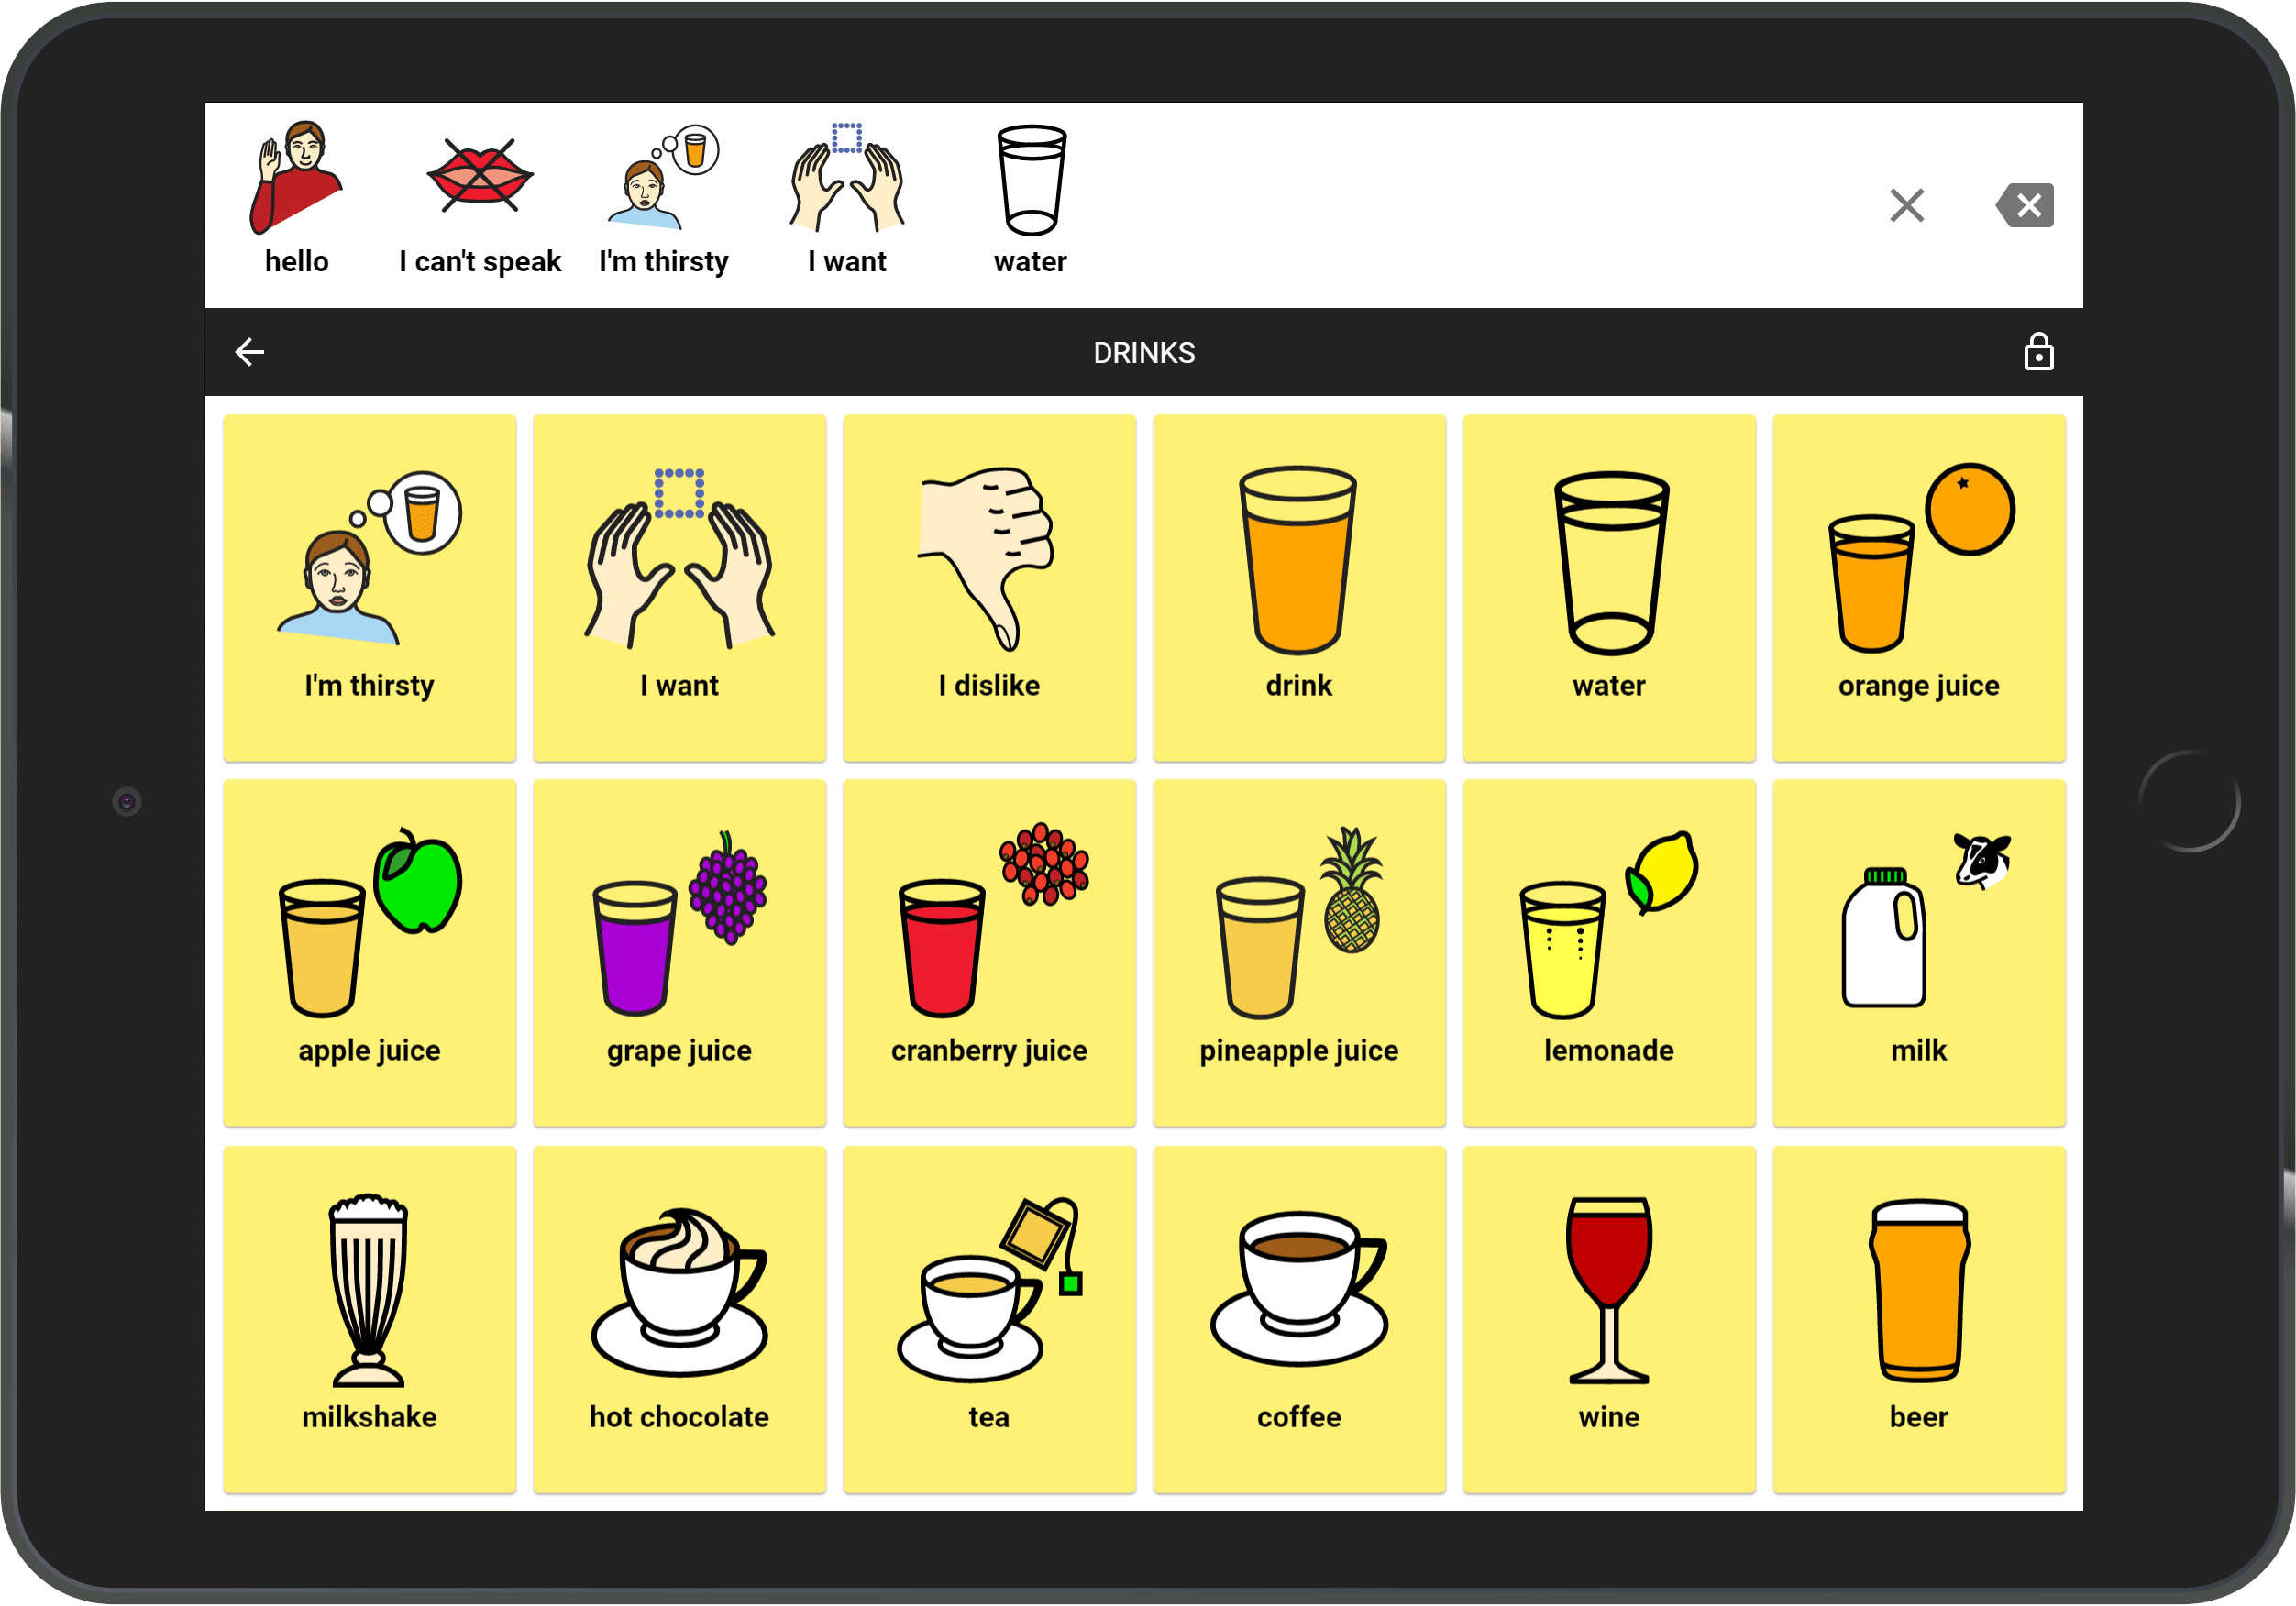 hello I can't speak I'm thirsty I want water
DRINKS
I'm thirsty I want I dislike drink water orange juice
apple juice grape juice cranberry juice pineapple juice lemonade milk
milkshake hot chocolate tea coffee wine beer